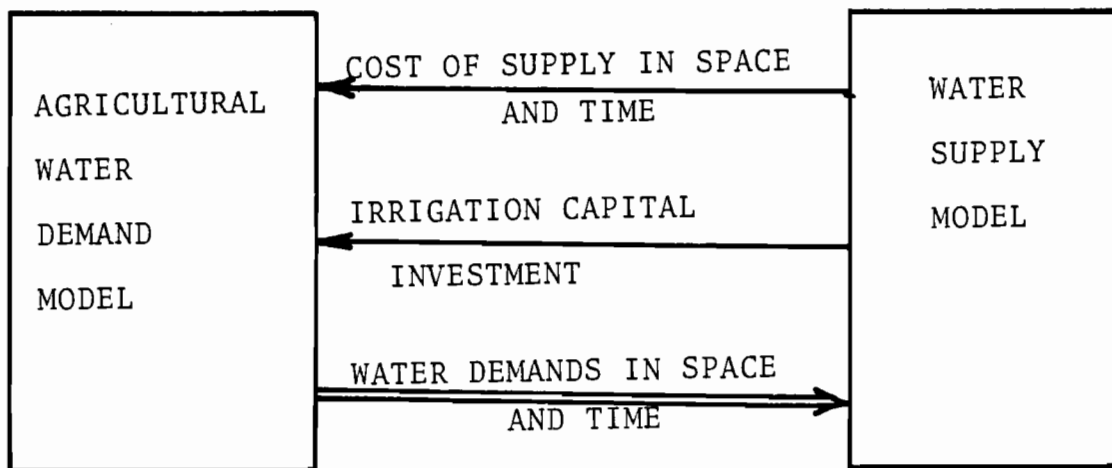 AGRICULTURAL
WATER
DEMAND
MODEL
COST OF SUPPLY IN SPACE
AND TIME
IRRIGATION CAPITAL
INVESTMENT
WATER DEMANDS IN SPACE
AND TIME
WATER
SUPPLY
MODEL